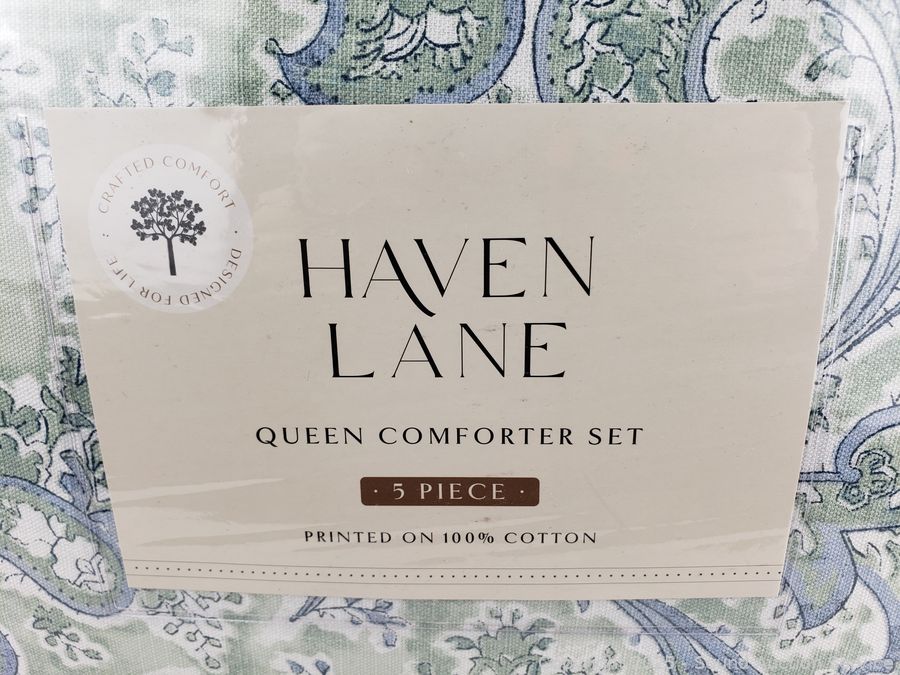 CRAFTED COMFORT · DESIGNED FOR LIFE ·
HAVEN
LANE
QUEEN COMFORTER SET
· 5 PIECE ·
PRINTED ON 100% COTTON